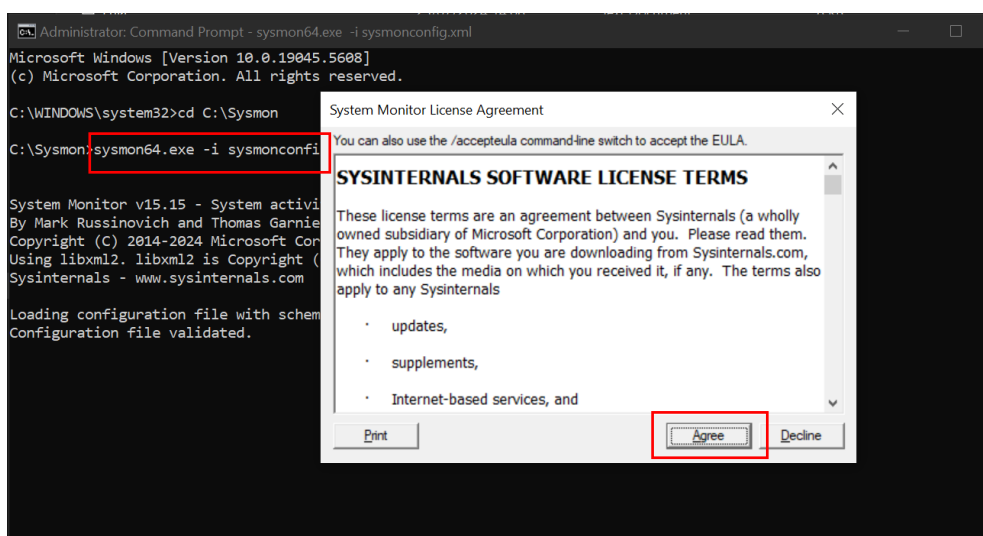 Administrator: Command Prompt - sysmon64.exe -i sysmonconfig.xml
Microsoft Windows [Version 10.0.19045.5608]
(c) Microsoft Corporation. All rights reserved.
C:\WINDOWS\system32>cd C:\Sysmon
C:\Sysmon>sysmon64.exe -i sysmonconfi
System Monitor v15.15 - System activi
By Mark Russinovich and Thomas Garnie
Copyright (C) 2014-2024 Microsoft Cor
Using libxml2. libxml2 is Copyright (
Sysinternals - www.sysinternals.com
Loading configuration file with schem
Configuration file validated.
System Monitor License Agreement
You can also use the /accepteula command-line switch to accept the EULA.
SYSINTERNALS SOFTWARE LICENSE TERMS
These license terms are an agreement between Sysinternals (a wholly
owned subsidiary of Microsoft Corporation) and you. Please read them.
They apply to the software you are downloading from Sysinternals.com,
which includes the media on which you received it, if any. The terms also
apply to any Sysinternals
· updates,
· supplements,
· Internet-based services, and
Print
Agree
Decline